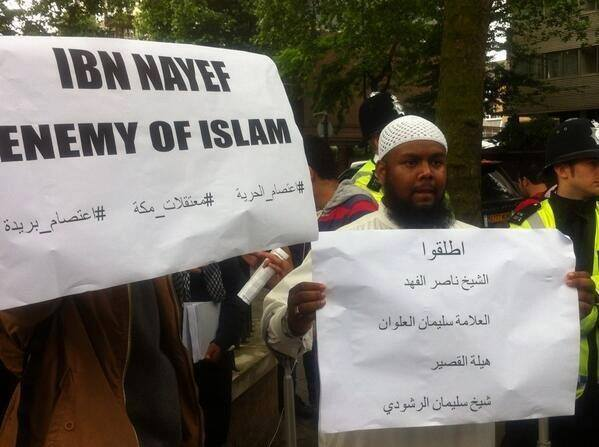 IBN NAYEF
ENEMY OF ISLAM
#اعتصام_الحرية #معتقلات_مكة #اعتصام_بريدة
اطلقوا
الشيخ ناصر الفهد
العلامة سليمان العلوان
هيلة القصير
شيخ سليمان الرشودي